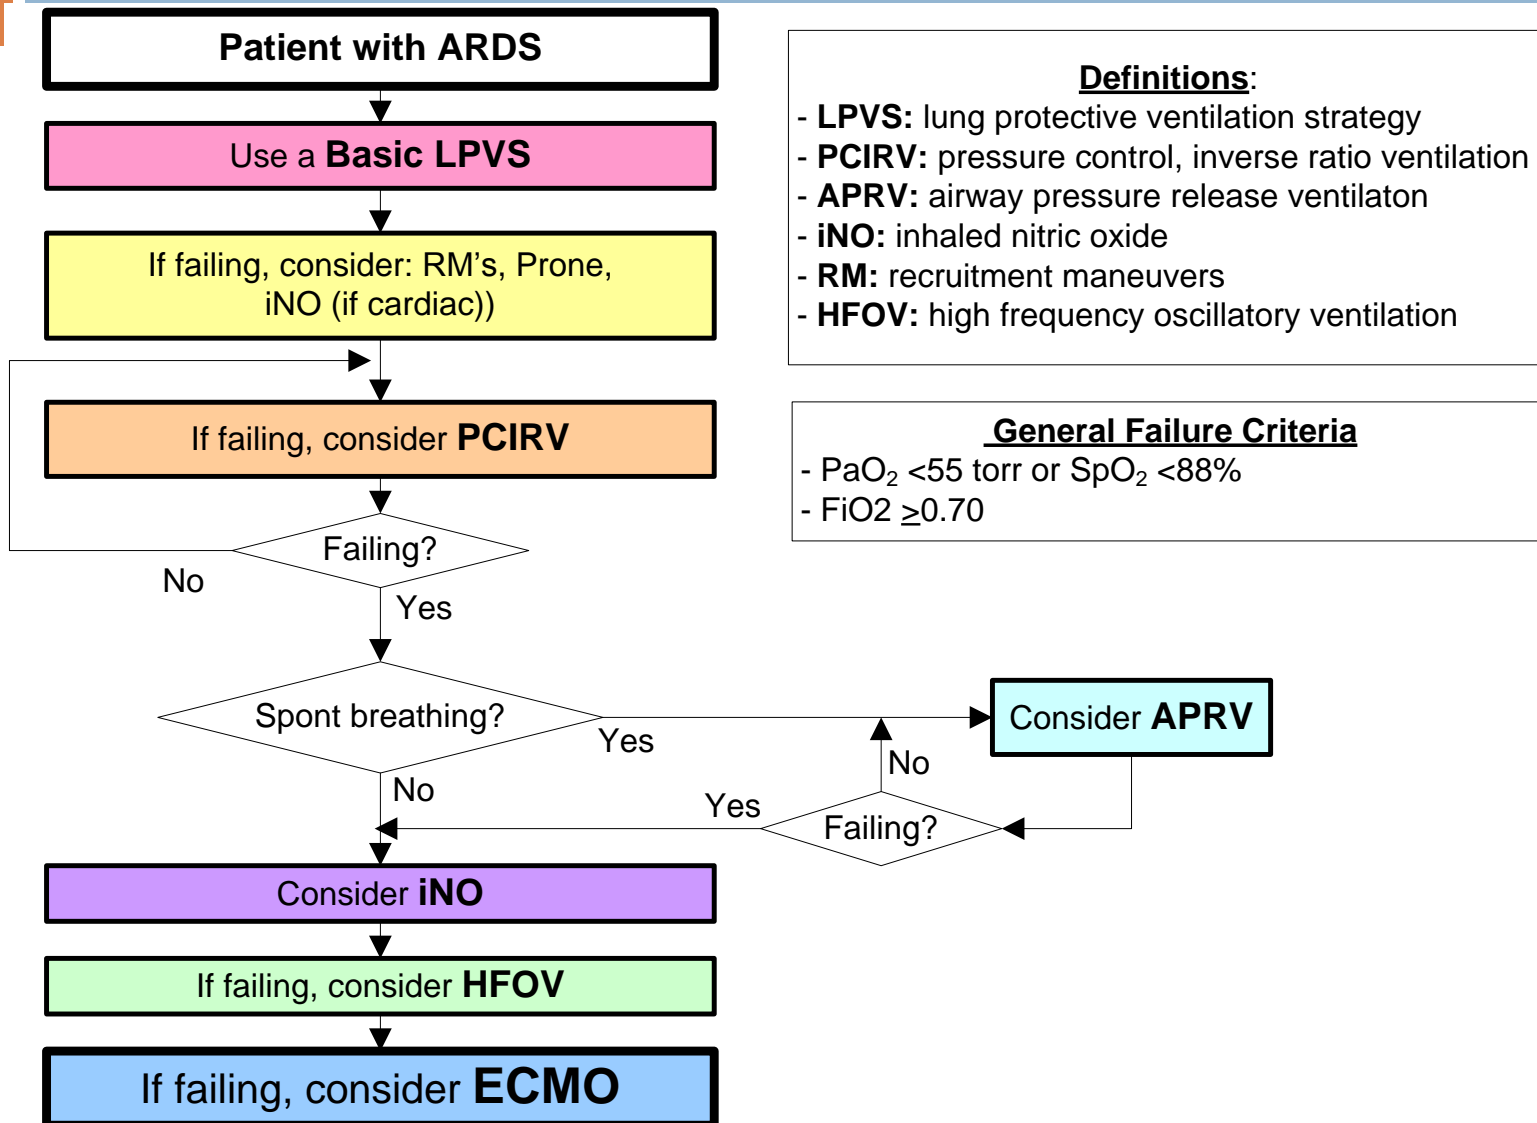 Patient with ARDS
Use a Basic LPVS
If failing, consider: RM's, Prone,
iNO (if cardiac))
If failing, consider PCIRV
Failing?
No
Yes
Spont breathing?
Yes
No
Consider APRV
No
Yes
Failing?
Consider iNO
If failing, consider HFOV
If failing, consider ECMO
Definitions:
- LPVS: lung protective ventilation strategy
- PCIRV: pressure control, inverse ratio ventilation
- APRV: airway pressure release ventilaton
- iNO: inhaled nitric oxide
- RM: recruitment maneuvers
- HFOV: high frequency oscillatory ventilation
General Failure Criteria
- PaO₂ <55 torr or SpO₂ <88%
- FiO2 ≥0.70